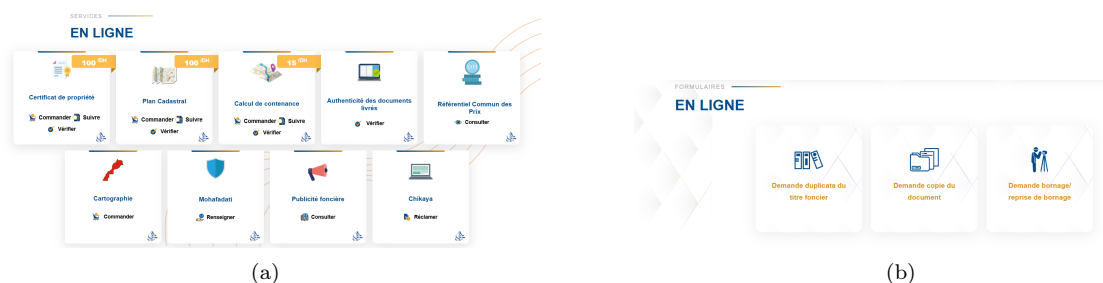 SERVICES
EN LIGNE
100 /DH
Certificat de propriété
Commander Suivre
Vérifier
100 /DH
Plan Cadastral
Commander Suivre
Vérifier
15 /DH
Calcul de contenance
Commander Suivre
Vérifier
Authenticité des documents
livrés
Vérifier
Référentiel Commun des
Prix
Consulter
Cartographie
Commander
Mohafadati
Renseigner
Publicité foncière
Consulter
Chikaya
Réclamer
(a)
FORMULAIRES
EN LIGNE
Demande duplicata du
titre foncier
Demande copie du
document
Demande bornage/
reprise de bornage
(b)